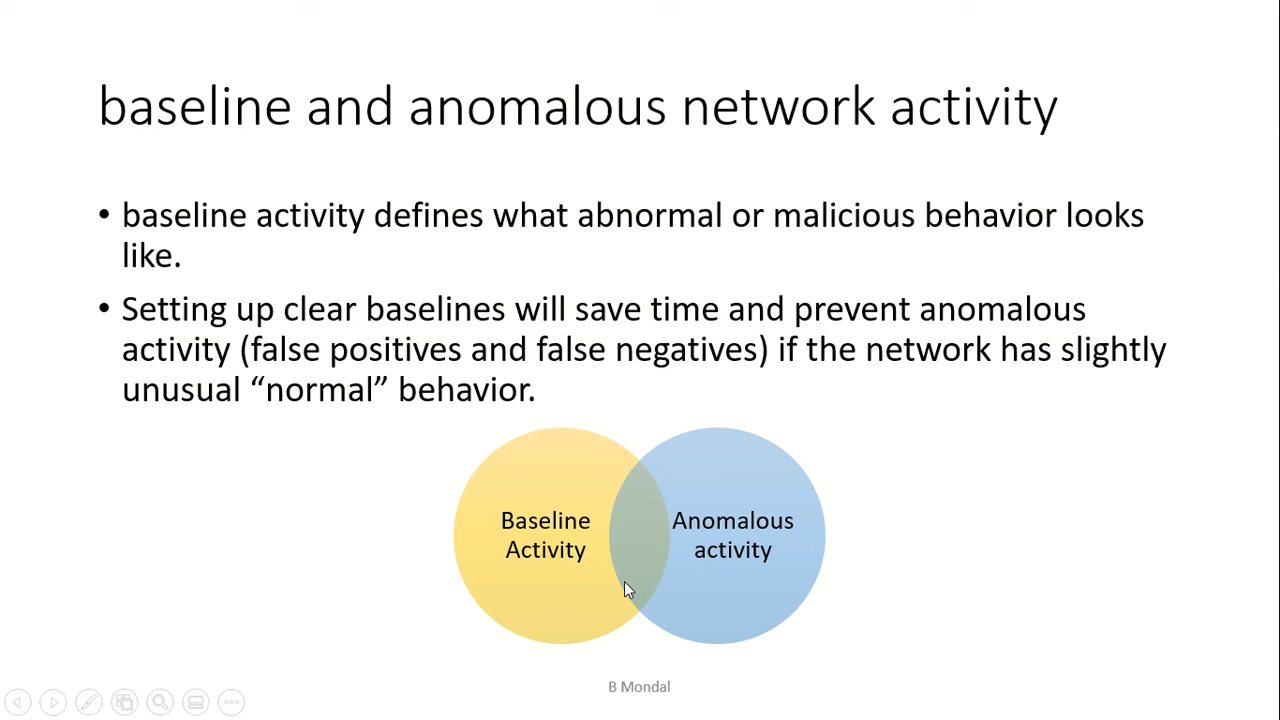 baseline and anomalous network activity
• baseline activity defines what abnormal or malicious behavior looks
like.
• Setting up clear baselines will save time and prevent anomalous
activity (false positives and false negatives) if the network has slightly
unusual “normal” behavior.
Baseline
Activity
Anomalous
activity
B Mondal